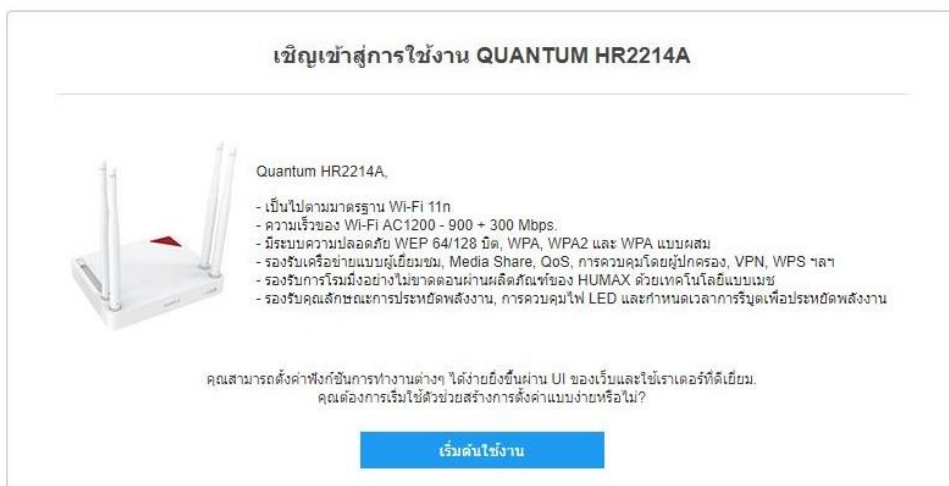 เชิญเข้าสู่การใช้งาน QUANTUM HR2214A
Quantum HR2214A,
- เป็นไปตามมาตรฐาน Wi-Fi 11n
- ความเร็วของ Wi-Fi AC1200 - 900 + 300 Mbps.
- มีระบบความปลอดภัย WEP 64/128 บิต, WPA, WPA2 และ WPA แบบผสม
- รองรับเครือข่ายแบบผู้เยี่ยมชม, Media Share, QoS, การควบคุมโดยผู้ปกครอง, VPN, WPS ฯลฯ
- รองรับการโรมมิ่งอย่างไม่ขาดตอนผ่านผลิตภัณฑ์ของ HUMAX ด้วยเทคโนโลยีแบบเมช
- รองรับคุณลักษณะการประหยัดพลังงาน, การควบคุมไฟ LED และกำหนดเวลาการรีบูตเพื่อประหยัดพลังงาน
คุณสามารถตั้งค่าฟังก์ชันการทำงานต่างๆ ได้ง่ายยิ่งขึ้นผ่าน UI ของเว็บและใช้เราเตอร์ที่ดีเยี่ยม.
คุณต้องการเริ่มใช้ตัวช่วยสร้างการตั้งค่าแบบง่ายหรือไม่?
เริ่มต้นใช้งาน